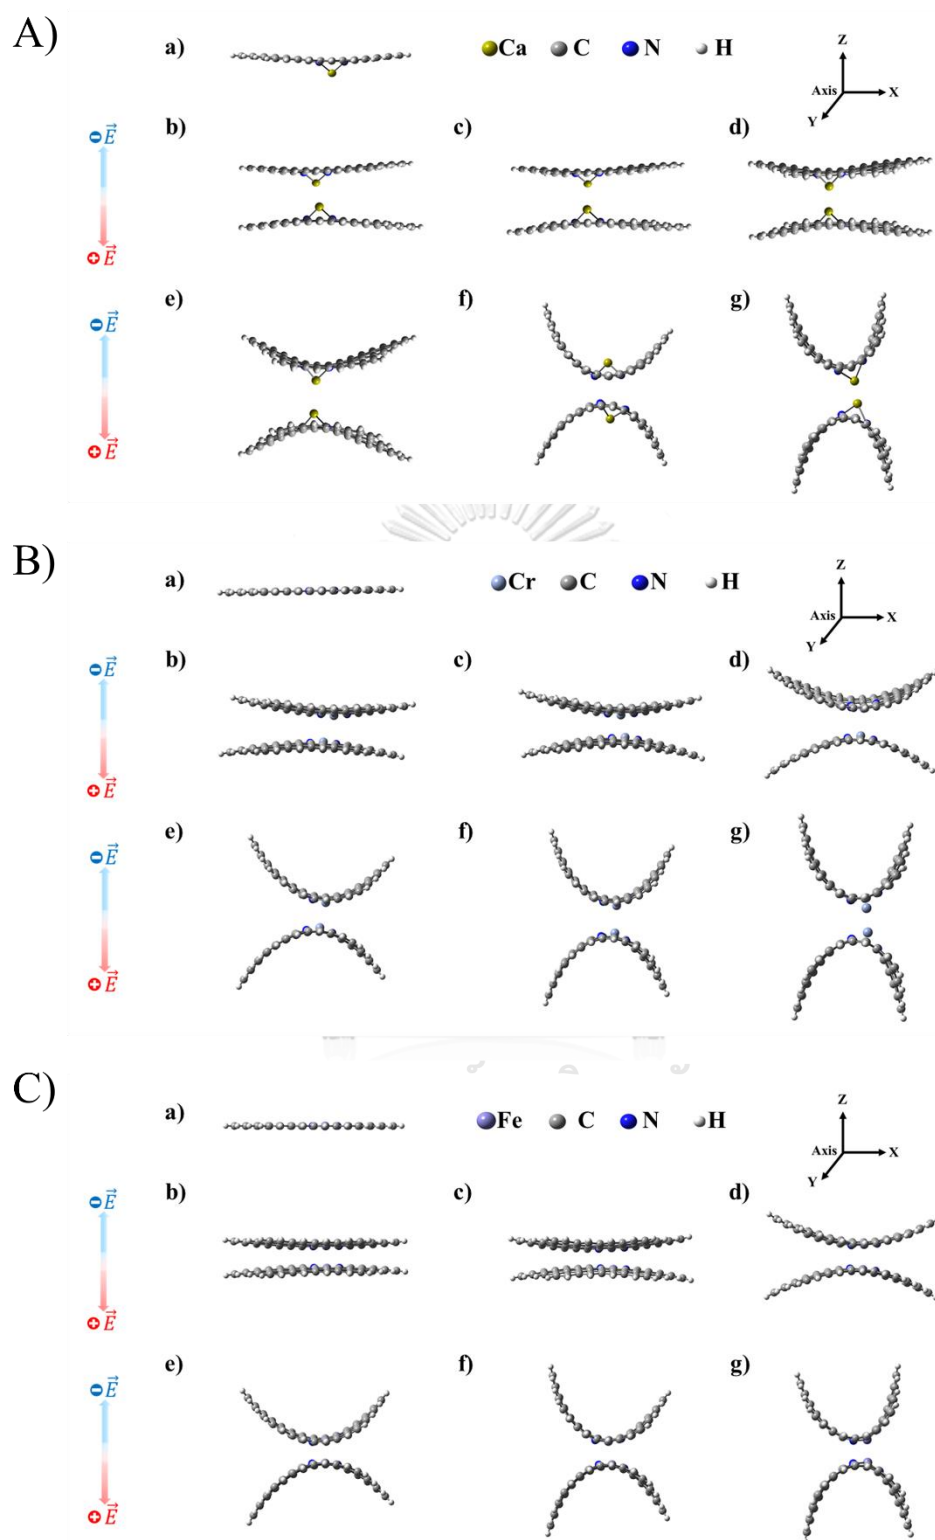 A)
a)
Ca C N H
Z
Axis
X
Y
⊖ E⃗
b) c) d)
⊕ E⃗
e) f) g)
⊖ E⃗
⊕ E⃗
B)
a)
Cr C N H
Z
Axis
X
Y
⊖ E⃗
b) c) d)
⊕ E⃗
e) f) g)
⊖ E⃗
⊕ E⃗
C)
a)
Fe C N H
Z
Axis
X
Y
⊖ E⃗
b) c) d)
⊕ E⃗
e) f) g)
⊖ E⃗
⊕ E⃗